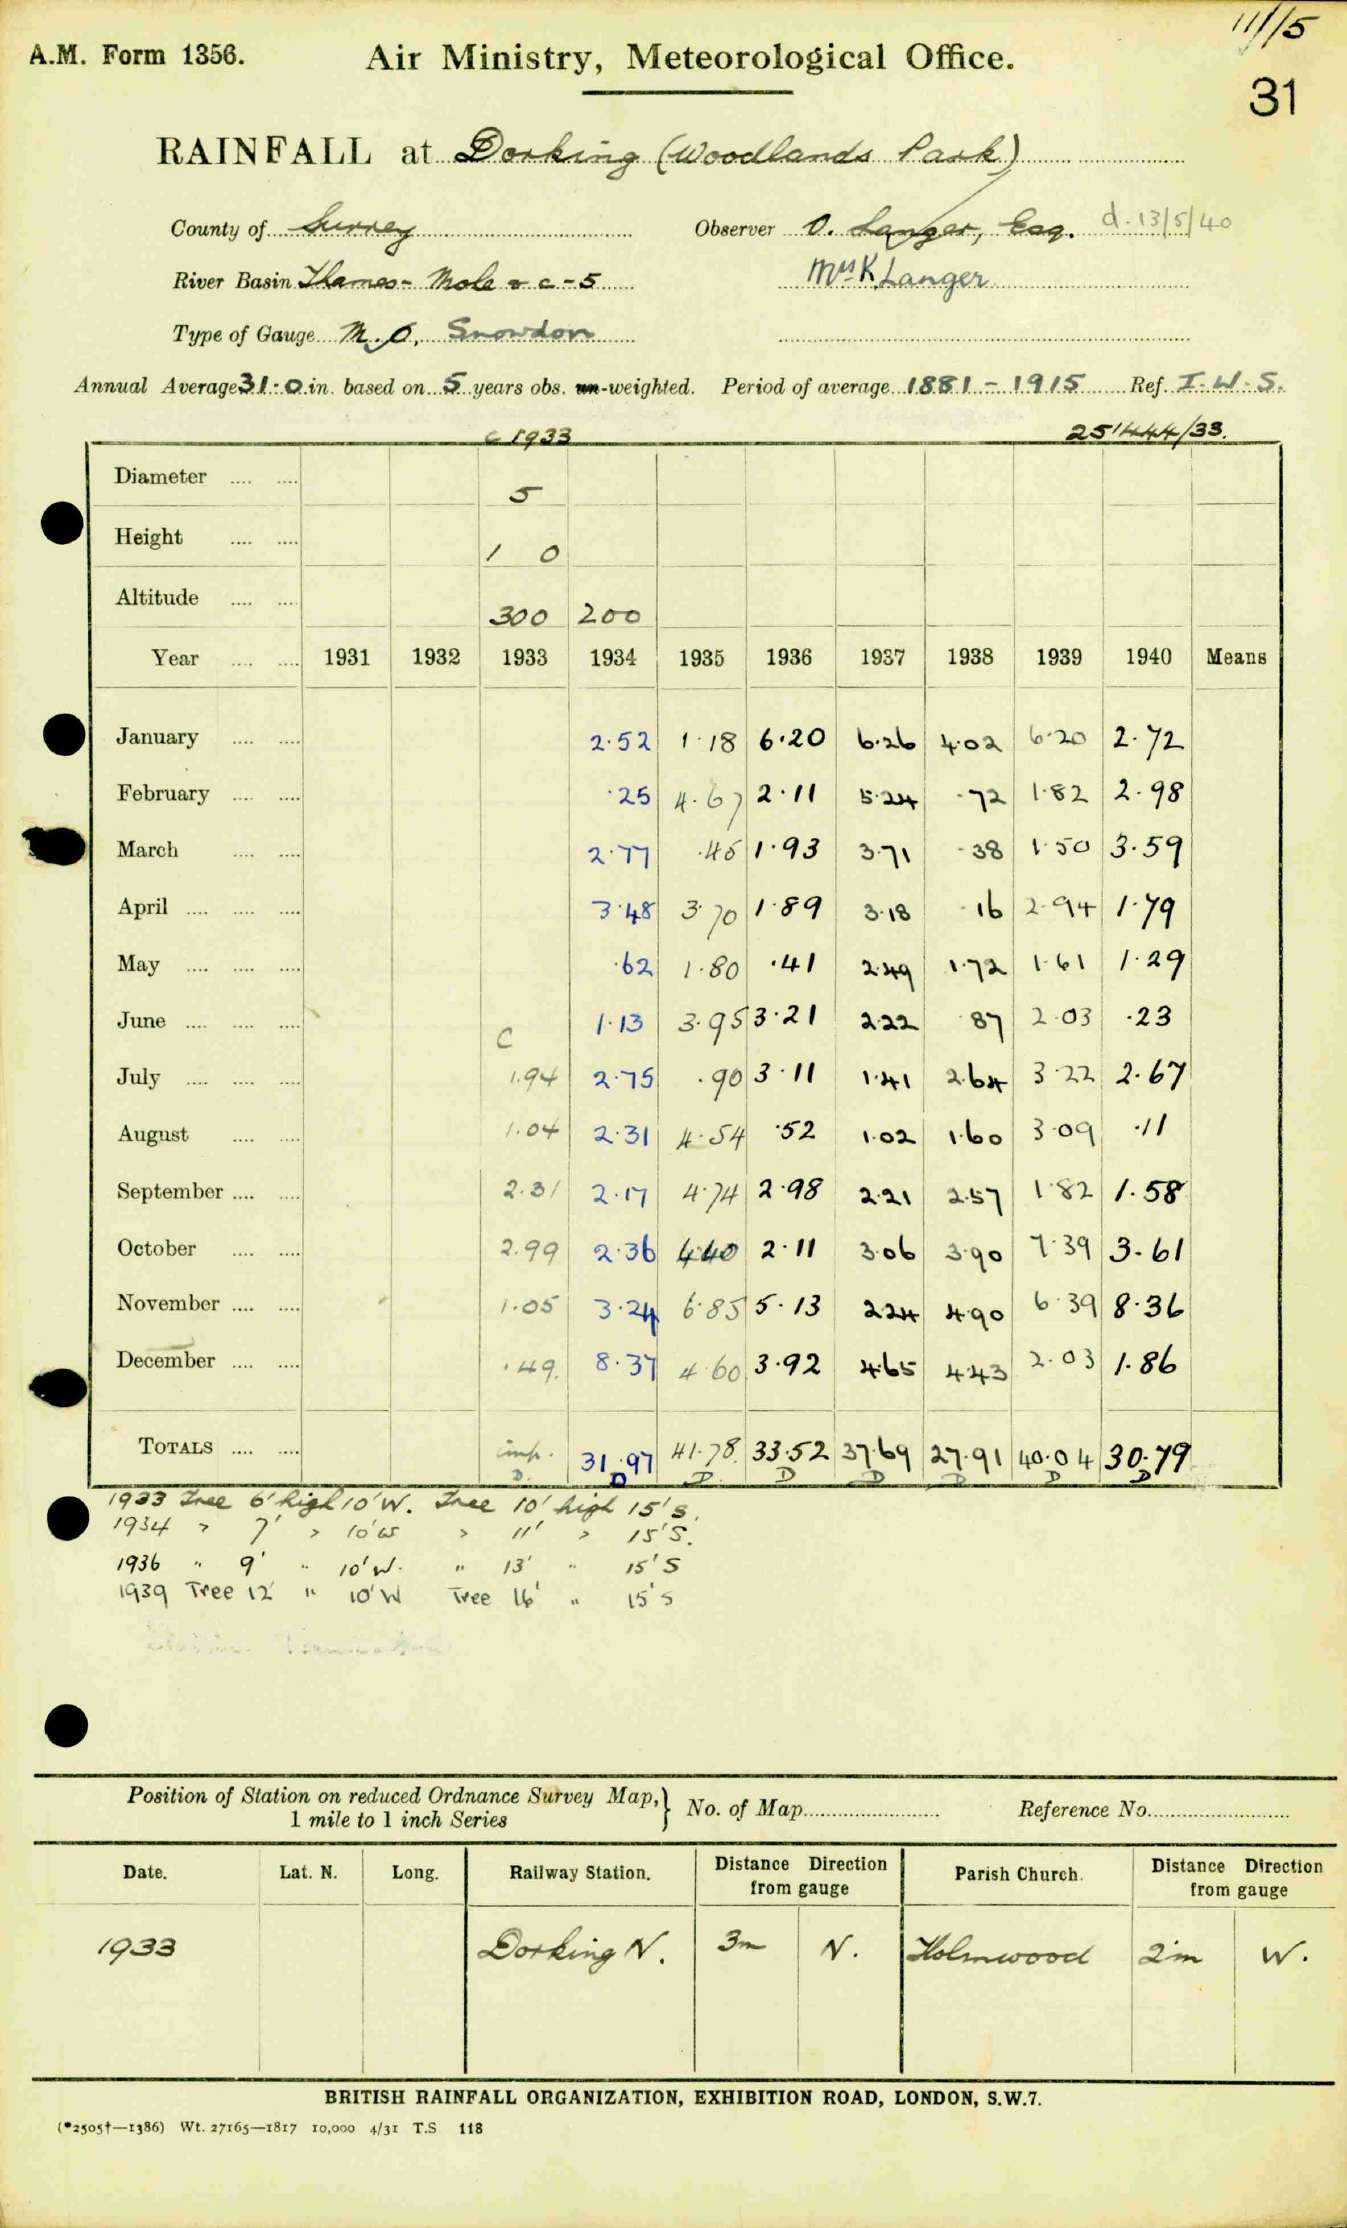 11/15
A.M. Form 1356. Air Ministry, Meteorological Office.
31
RAINFALL at Dorking (Woodlands Park)
County of Surrey Observer O. Langer, Esq. d. 13/5/40
River Basin Thames - Mole & c - 5 Mrs K. Langer
Type of Gauge M.O. Snowdon
Annual Average 31.0 in. based on 5 years obs. un-weighted. Period of average 1881 - 1915 Ref. I.W.S.
c 1933 25444/33.
Diameter .... .... 5
Height .... .... 1 0
Altitude .... .... 300 200
Year .... .... 1931 1932 1933 1934 1935 1936 1937 1938 1939 1940 Means
January .... .... 2.52 1.18 6.20 6.26 4.02 6.20 2.72
February .... .... .25 4.67 2.11 5.24 .72 1.82 2.98
March .... .... 2.77 .45 1.93 3.71 .38 1.50 3.59
April .... .... .... 3.48 3.70 1.89 3.18 .16 2.94 1.79
May .... .... .... .62 1.80 .41 2.49 1.72 1.61 1.29
June .... .... .... C 1.13 3.95 3.21 2.22 .87 2.03 .23
July .... .... .... 1.94 2.75 .90 3.11 1.41 2.64 3.22 2.67
August .... .... 1.04 2.31 4.54 .52 1.02 1.60 3.09 .11
September .... .... 2.31 2.17 4.74 2.98 2.21 2.57 1.82 1.58
October .... .... 2.99 2.36 4.40 2.11 3.06 3.90 7.39 3.61
November .... .... 1.05 3.24 6.85 5.13 2.24 4.90 6.39 8.36
December .... .... .49 8.37 4.60 3.92 4.65 4.43 2.03 1.86
TOTALS .... .... imp. 31.97 41.78 33.52 37.69 27.91 40.04 30.79
D D D D D D D D
1933 Tree 6' high 10' W. Tree 10' high 15' S.
1934 " 7' " 10' W " 11' " 15' S.
1936 " 9' " 10' W. " 13' " 15' S
1939 Tree 12' " 10' W Tree 16' " 15' S
Position of Station on reduced Ordnance Survey Map, } No. of Map Reference No.
1 mile to 1 inch Series
Date. Lat. N. Long. Railway Station. Distance Direction from gauge Parish Church. Distance Direction from gauge
1933 Dorking N. 3m N. Holmwood 2m W.
BRITISH RAINFALL ORGANIZATION, EXHIBITION ROAD, LONDON, S.W.7.
(*2505†—1386) Wt. 27165—1817 10,000 4/31 T.S. 118